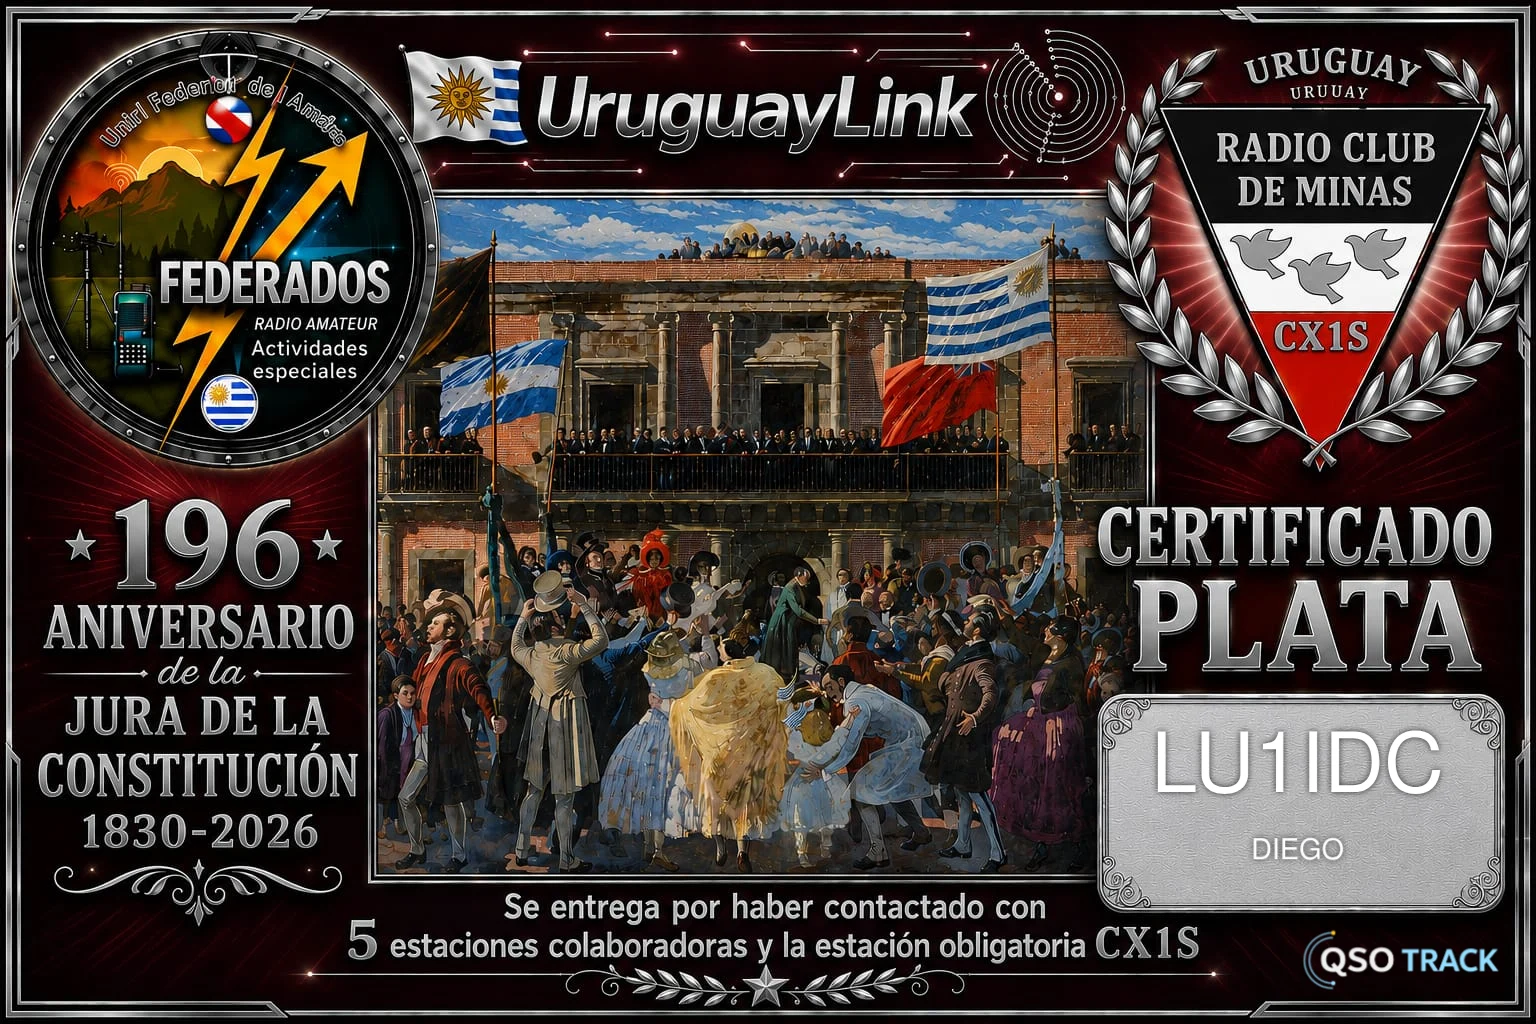 UruguayLink
URUGUAY
URUUAY
RADIO CLUB
DE MINAS
CX1S
FEDERADOS
RADIO AMATEUR
Actividades
especiales
196
ANIVERSARIO
de la
JURA DE LA
CONSTITUCIÓN
1830-2026
CERTIFICADO
PLATA
LU1IDC
DIEGO
Se entrega por haber contactado con
5 estaciones colaboradoras y la estación obligatoria CX1S
QSO TRACK